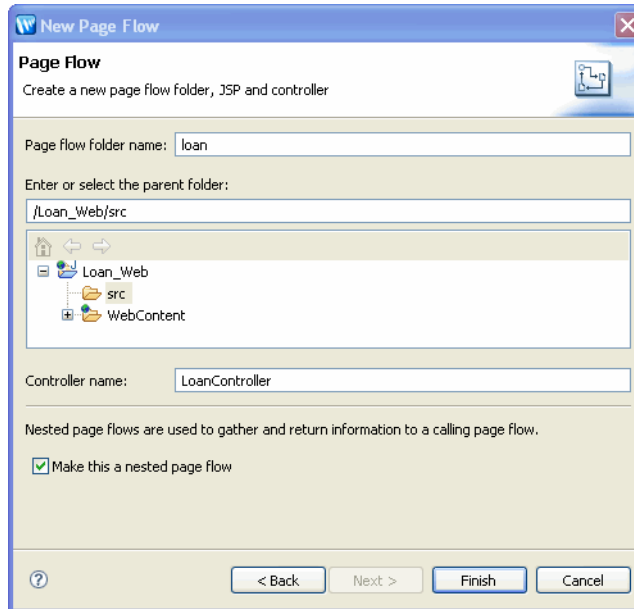 New Page Flow
Page Flow
Create a new page flow folder, JSP and controller
Page flow folder name: loan
Enter or select the parent folder:
/Loan_Web/src
Loan_Web
src
WebContent
Controller name: LoanController
Nested page flows are used to gather and return information to a calling page flow.
Make this a nested page flow
? < Back Next > Finish Cancel